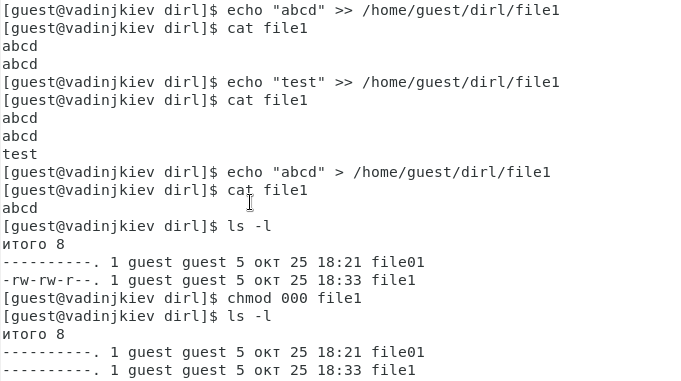 [guest@vadinjkiev dirl]$ echo "abcd" >> /home/guest/dirl/file1
[guest@vadinjkiev dirl]$ cat file1
abcd
abcd
[guest@vadinjkiev dirl]$ echo "test" >> /home/guest/dirl/file1
[guest@vadinjkiev dirl]$ cat file1
abcd
abcd
test
[guest@vadinjkiev dirl]$ echo "abcd" > /home/guest/dirl/file1
[guest@vadinjkiev dirl]$ cat file1
abcd
[guest@vadinjkiev dirl]$ ls -l
итого 8
----------. 1 guest guest 5 окт 25 18:21 file01
-rw-rw-r--. 1 guest guest 5 окт 25 18:33 file1
[guest@vadinjkiev dirl]$ chmod 000 file1
[guest@vadinjkiev dirl]$ ls -l
итого 8
----------. 1 guest guest 5 окт 25 18:21 file01
----------. 1 guest guest 5 окт 25 18:33 file1